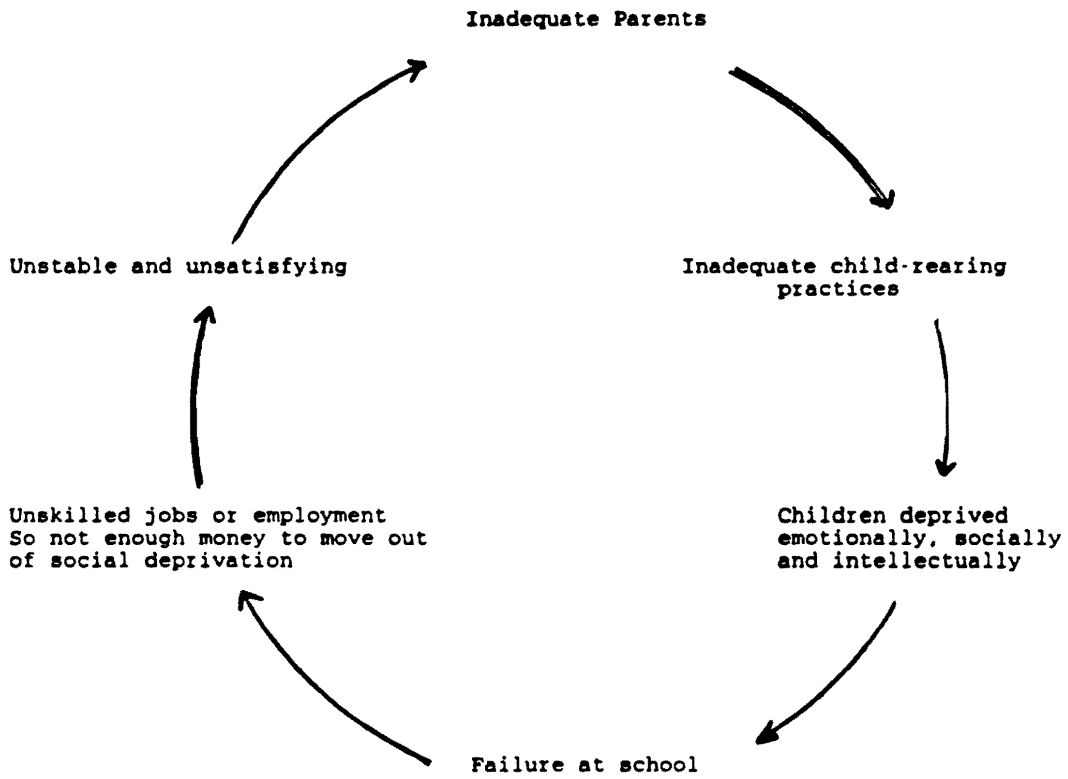 Inadequate Parents
Inadequate child-rearing
practices
Children deprived
emotionally, socially
and intellectually
Failure at school
Unskilled jobs or employment
So not enough money to move out
of social deprivation
Unstable and unsatisfying